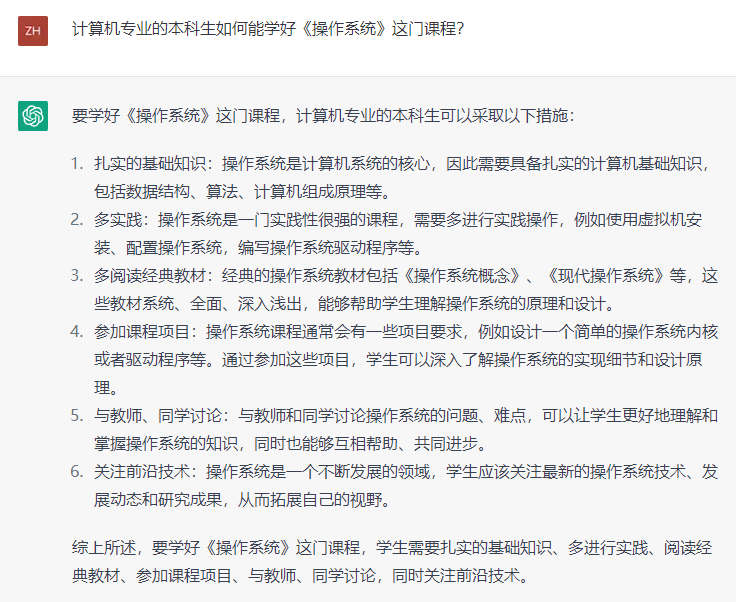 ZH
计算机专业的本科生如何能学好《操作系统》这门课程?
要学好《操作系统》这门课程，计算机专业的本科生可以采取以下措施：
1. 扎实的基础知识：操作系统是计算机系统的核心，因此需要具备扎实的计算机基础知识，
包括数据结构、算法、计算机组成原理等。
2. 多实践：操作系统是一门实践性很强的课程，需要多进行实践操作，例如使用虚拟机安
装、配置操作系统，编写操作系统驱动程序等。
3. 多阅读经典教材：经典的操作系统教材包括《操作系统概念》、《现代操作系统》等，这
些教材系统、全面、深入浅出，能够帮助学生理解操作系统的原理和设计。
4. 参加课程项目：操作系统课程通常会有一些项目要求，例如设计一个简单的操作系统内核
或者驱动程序等。通过参加这些项目，学生可以深入了解操作系统的实现细节和设计原
理。
5. 与教师、同学讨论：与教师和同学讨论操作系统的问题、难点，可以让学生更好地理解和
掌握操作系统的知识，同时也能够互相帮助、共同进步。
6. 关注前沿技术：操作系统是一个不断发展的领域，学生应该关注最新的操作系统技术、发
展动态和研究成果，从而拓展自己的视野。
综上所述，要学好《操作系统》这门课程，学生需要扎实的基础知识、多进行实践、阅读经
典教材、参加课程项目、与教师、同学讨论，同时关注前沿技术。